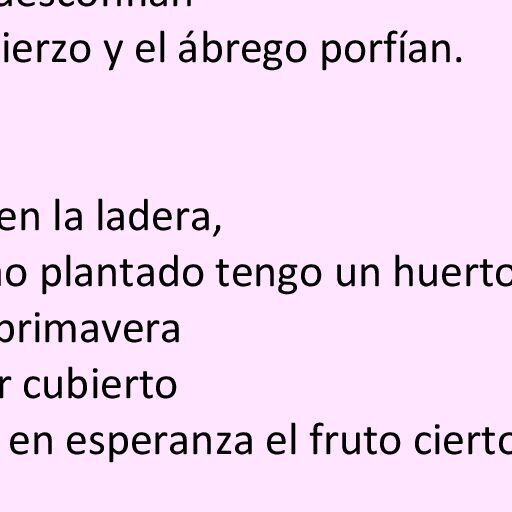 desconfían
ierzo y el ábrego porfían.
en la ladera,
no plantado tengo un huerto
primavera
r cubierto
en esperanza el fruto cierto